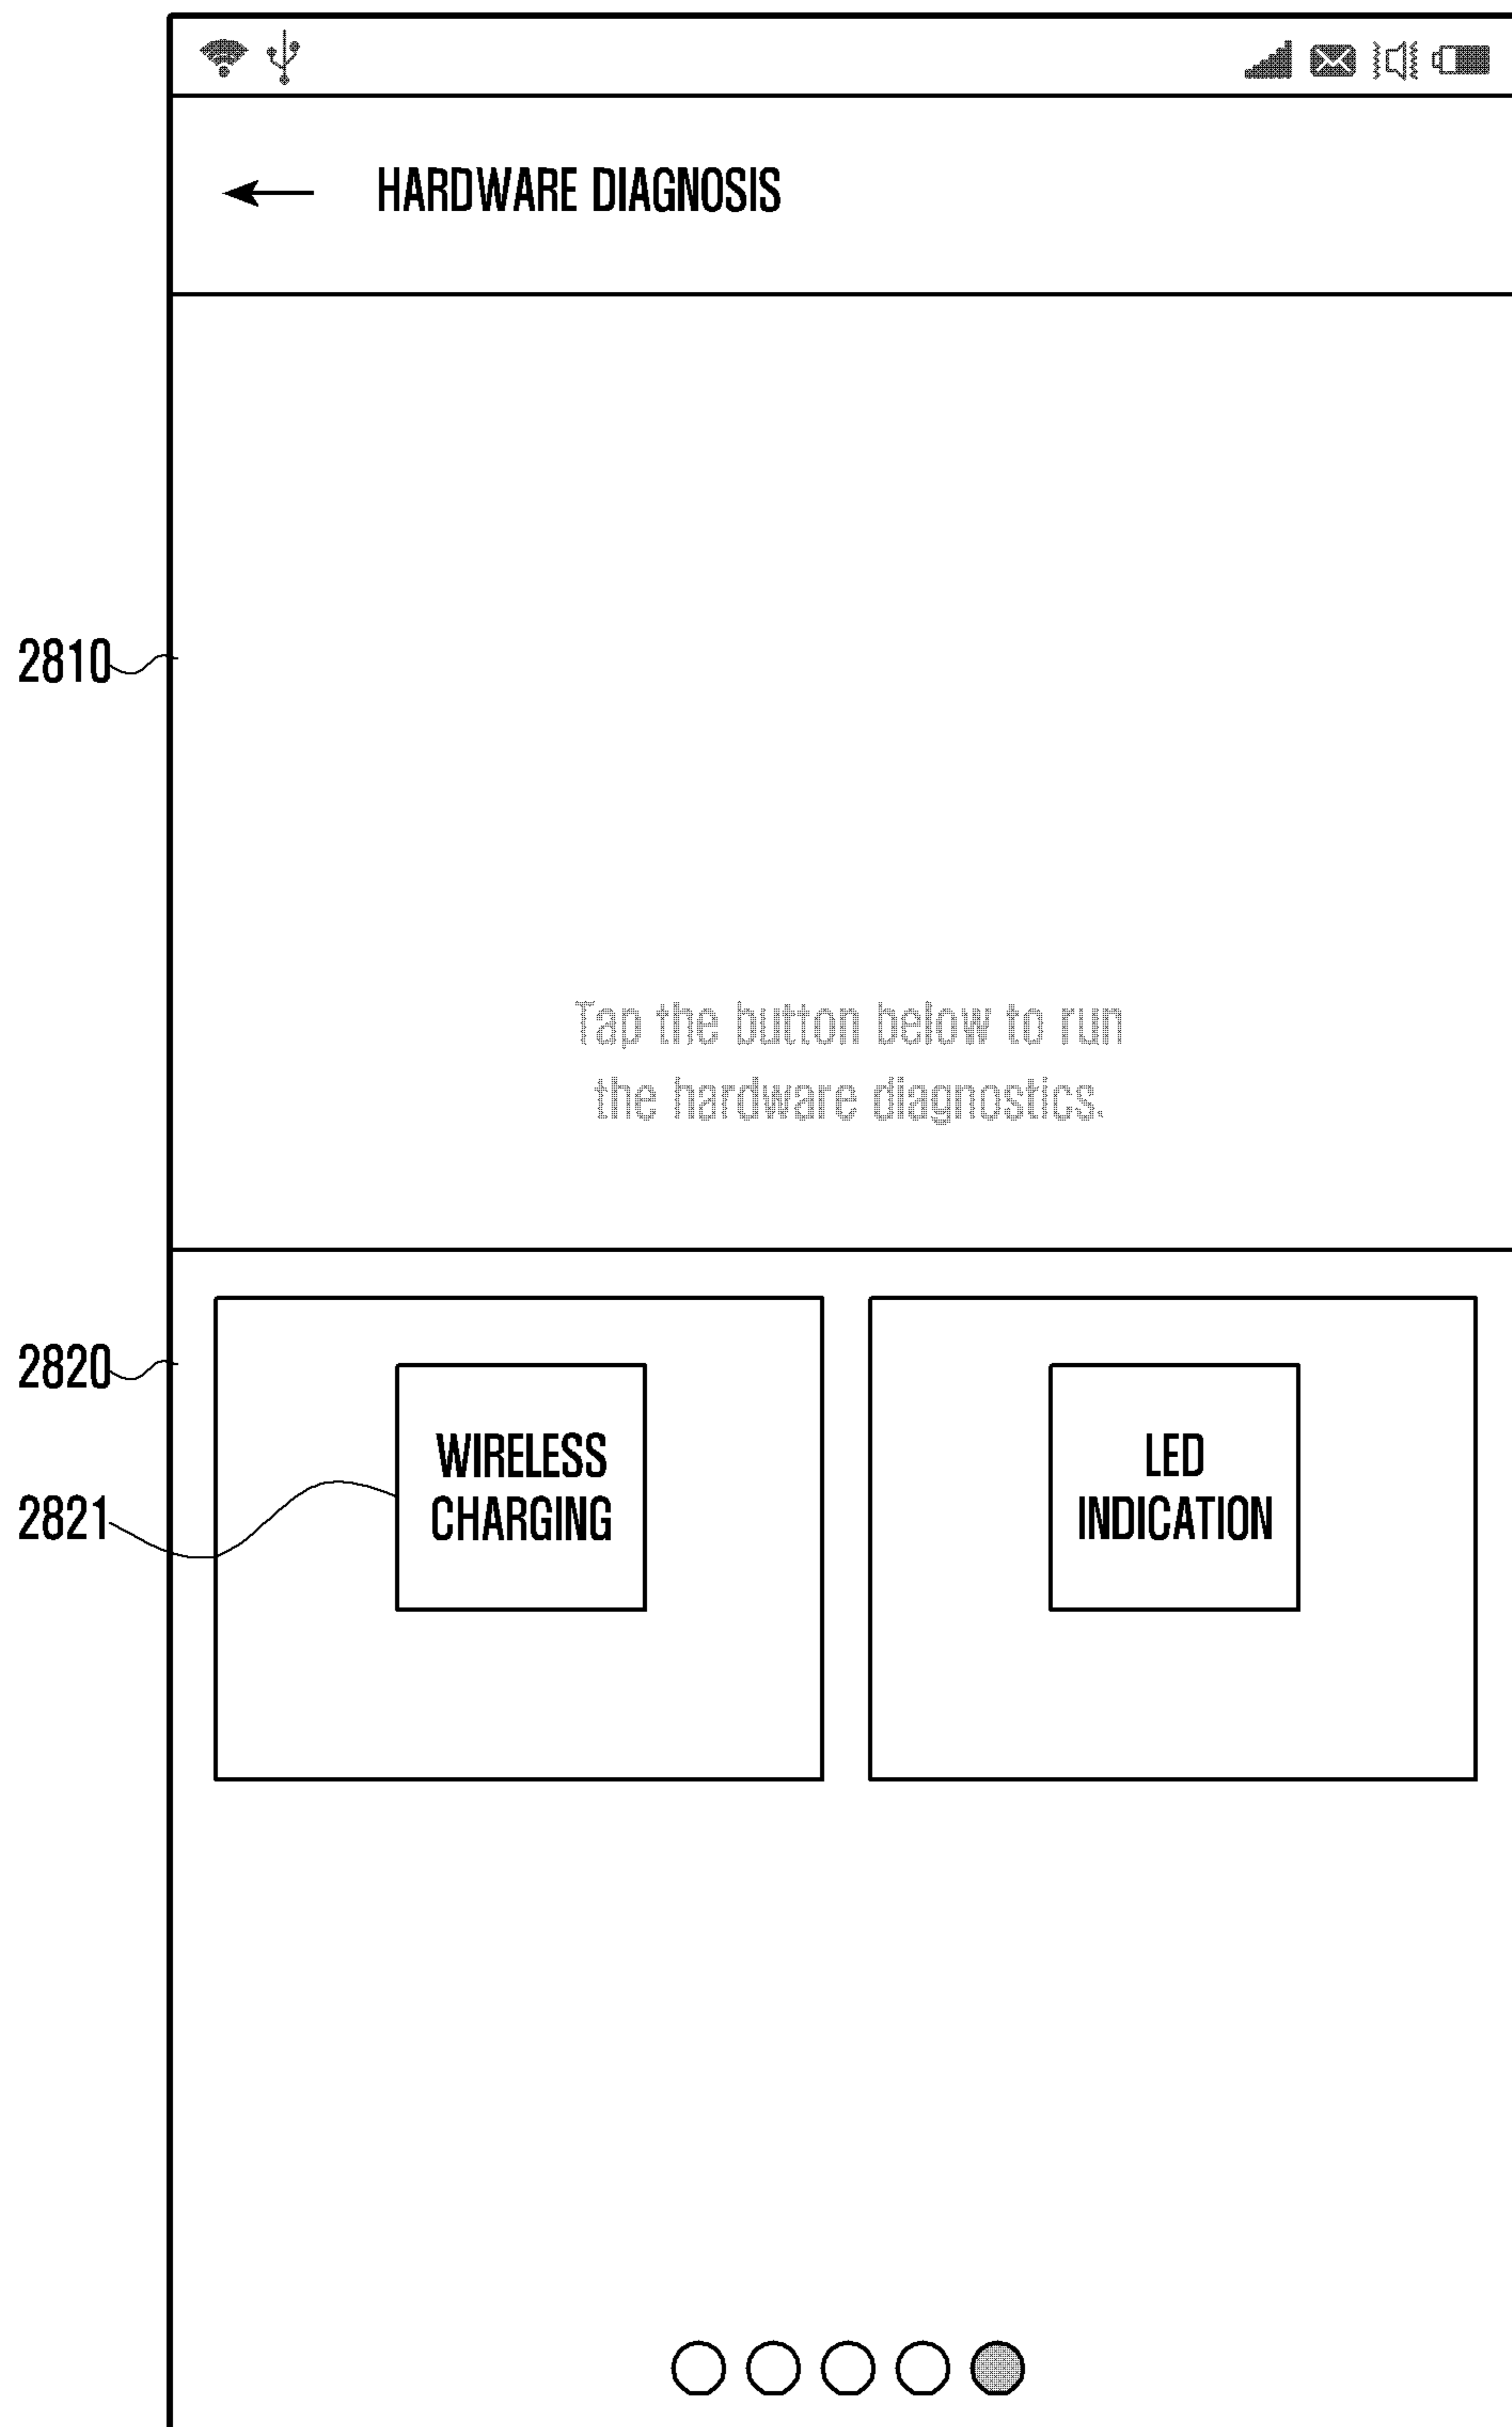 HARDWARE DIAGNOSIS
2810
Tap the button below to run
the hardware diagnostics.
2820
WIRELESS
CHARGING
LED
INDICATION
2821